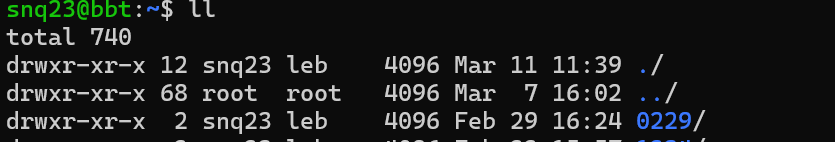 snq23@bbt:~$ ll
total 740
drwxr-xr-x 12 snq23 leb    4096 Mar 11 11:39 ./
drwxr-xr-x 68 root  root   4096 Mar  7 16:02 ../
drwxr-xr-x  2 snq23 leb    4096 Feb 29 16:24 0229/